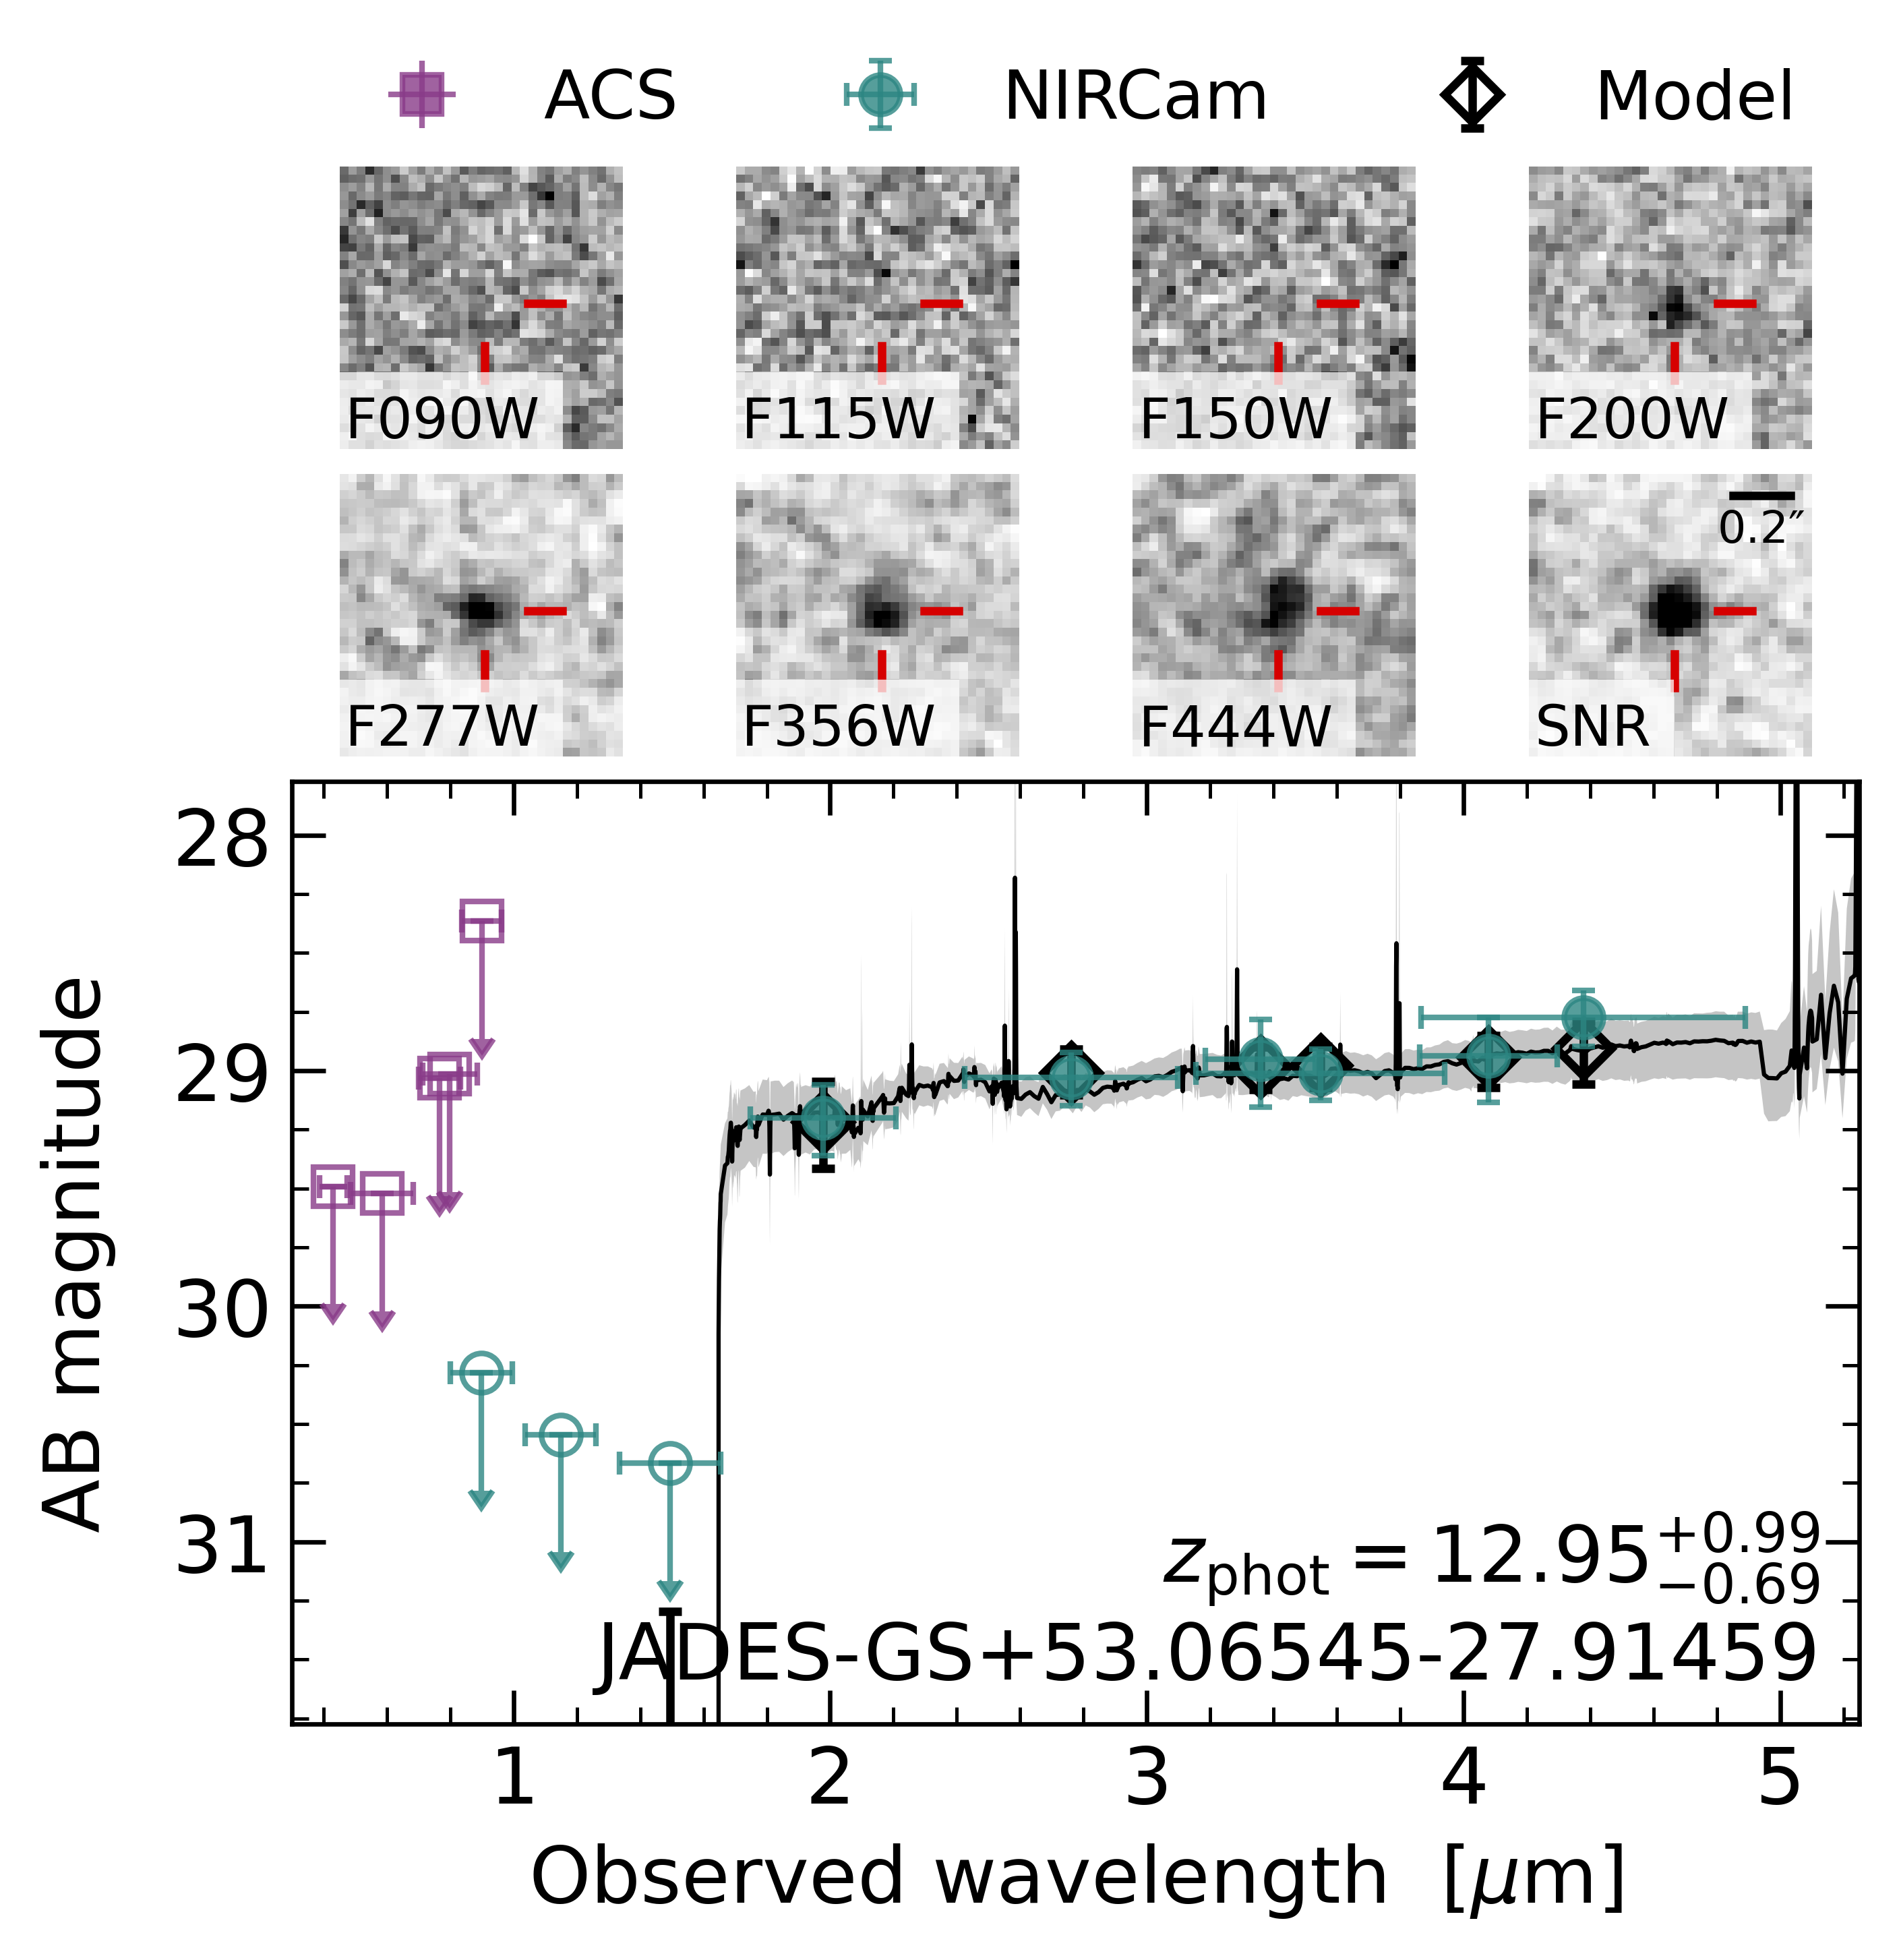 ACS NIRCam Model
F090W F115W F150W F200W
0.2″
F277W F356W F444W SNR
28
29
30
31
AB magnitude
z_phot = 12.95 +0.99 −0.69
JADES-GS+53.06545-27.91459
1 2 3 4 5
Observed wavelength [μm]